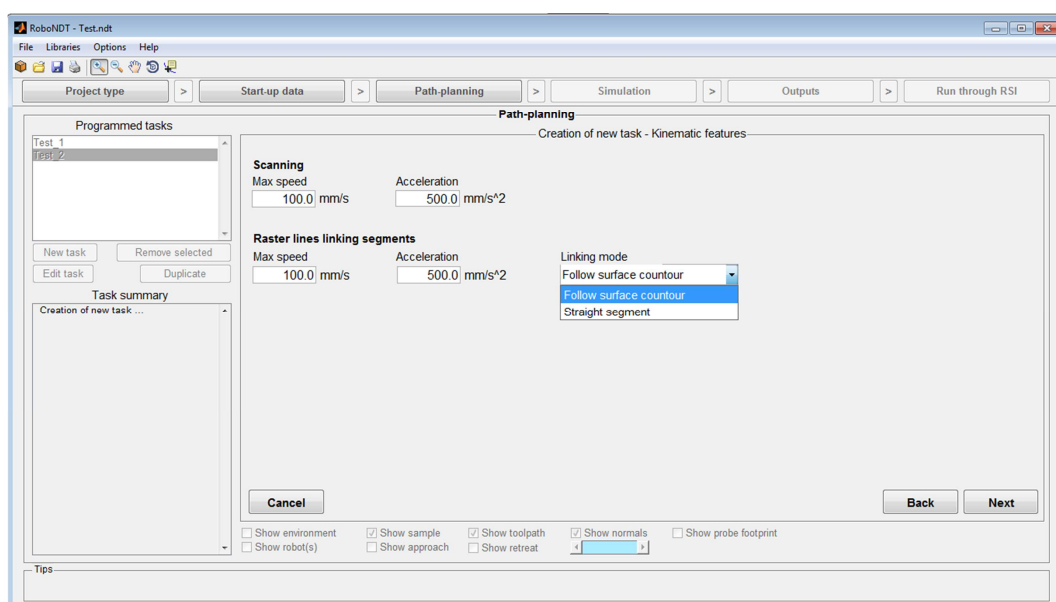 RoboNDT - Test.ndt
File Libraries Options Help
Project type > Start-up data > Path-planning > Simulation > Outputs > Run through RSI
Path-planning
Programmed tasks
Test_1
Test_2
New task Remove selected
Edit task Duplicate
Task summary
Creation of new task ...
Creation of new task - Kinematic features
Scanning
Max speed Acceleration
100.0 mm/s 500.0 mm/s^2
Raster lines linking segments
Max speed Acceleration Linking mode
100.0 mm/s 500.0 mm/s^2 Follow surface countour
Follow surface countour
Straight segment
Cancel Back Next
Show environment Show sample Show toolpath Show normals Show probe footprint
Show robot(s) Show approach Show retreat
Tips